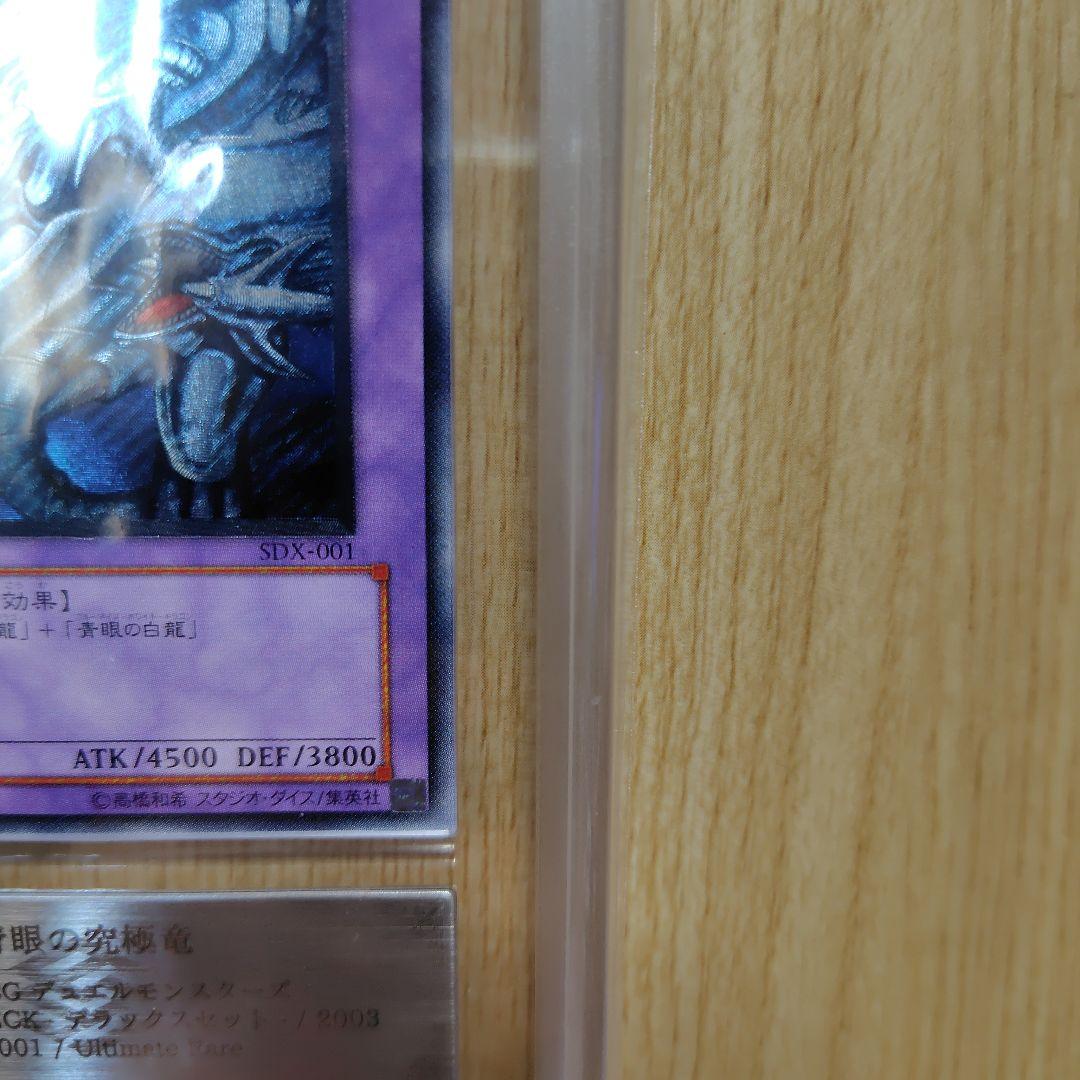 SDX-001
効果】
龍」+「青眼の白龍」
ATK/4500 DEF/3800
©高橋和希 スタジオ・ダイス/集英社
眼の究極竜
G デュエルモンスターズ
ACK デラックスセット - / 2003
001 / Ultimate Rare